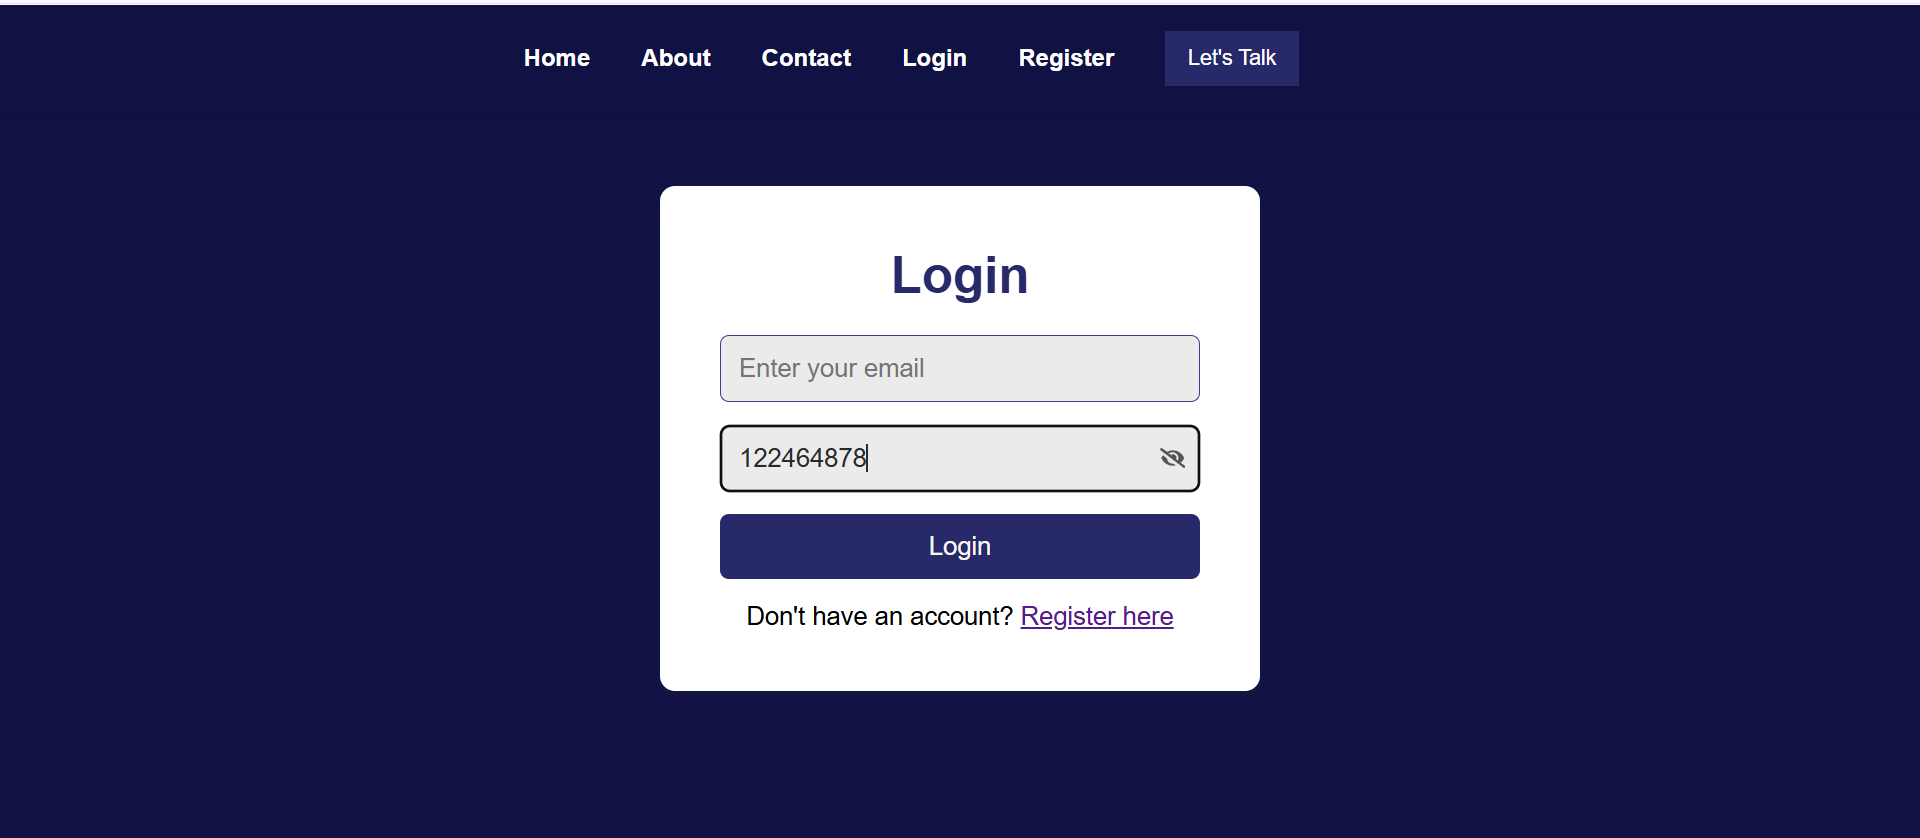 Home About Contact Login Register Let's Talk
Login
Enter your email
122464878
Login
Don't have an account? Register here